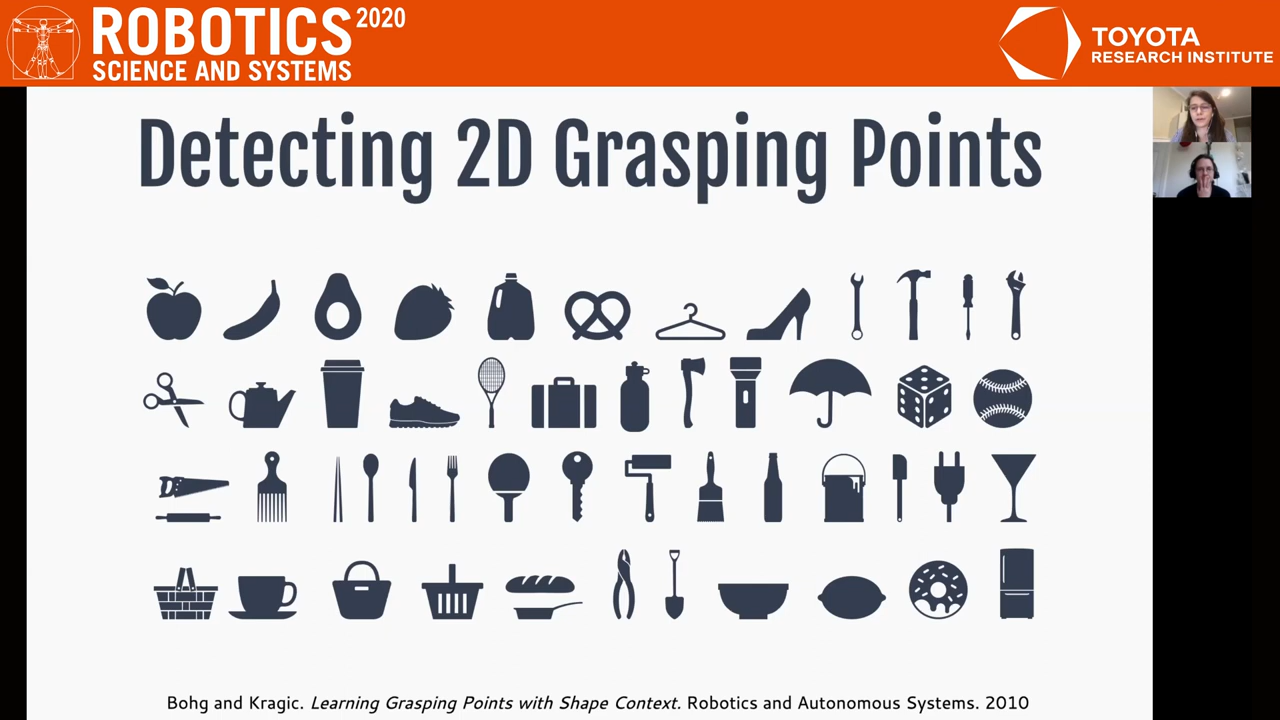 ROBOTICS 2020
SCIENCE AND SYSTEMS
TOYOTA
RESEARCH INSTITUTE
Detecting 2D Grasping Points
Bohg and Kragic. Learning Grasping Points with Shape Context. Robotics and Autonomous Systems. 2010